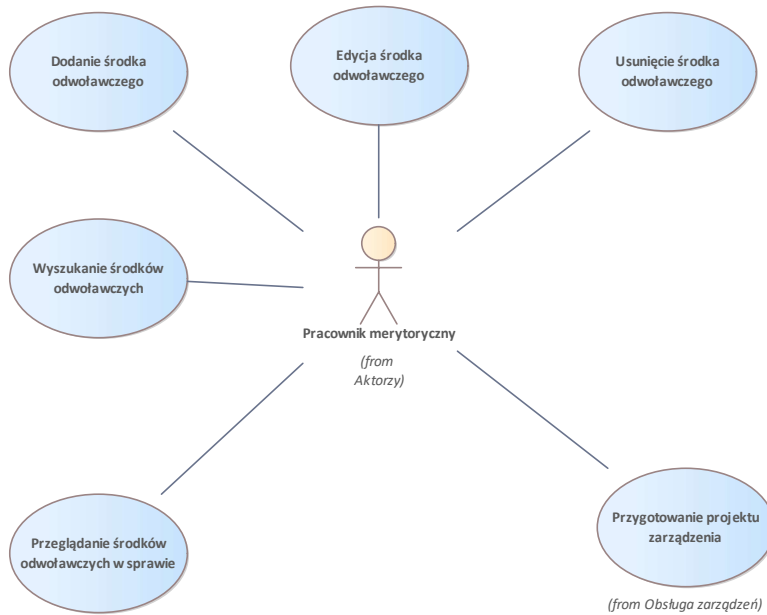 Dodanie środka
odwoławczego
Edycja środka
odwoławczego
Usunięcie środka
odwoławczego
Wyszukanie środków
odwoławczych
Pracownik merytoryczny
(from
Aktorzy)
Przeglądanie środków
odwoławczych w sprawie
Przygotowanie projektu
zarządzenia
(from Obsługa zarządzeń)